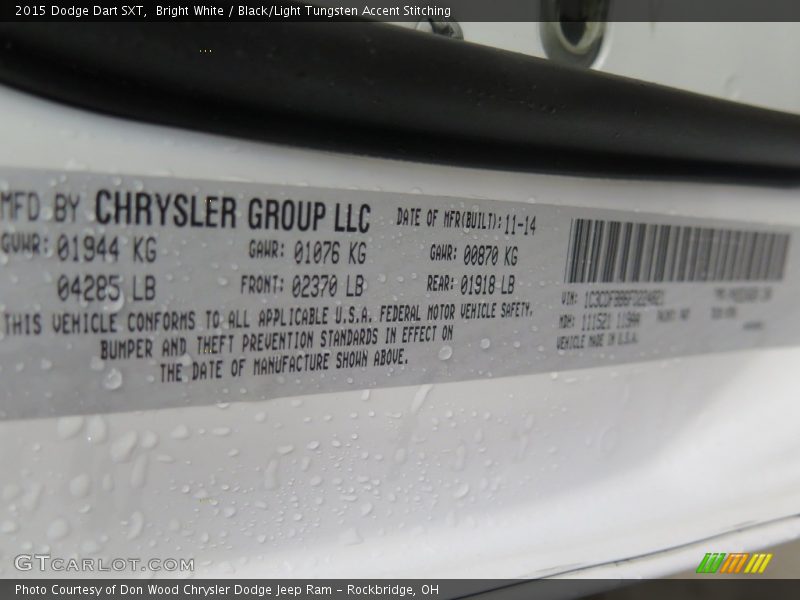 2015 Dodge Dart SXT,  Bright White / Black/Light Tungsten Accent Stitching
MFD BY CHRYSLER GROUP LLC DATE OF MFR(BUILT): 11-14
GVWR: 01944 KG GAWR: 01076 KG GAWR: 00870 KG
04285 LB FRONT: 02370 LB REAR: 01918 LB
THIS VEHICLE CONFORMS TO ALL APPLICABLE U.S.A. FEDERAL MOTOR VEHICLE SAFETY,
BUMPER AND THEFT PREVENTION STANDARDS IN EFFECT ON
THE DATE OF MANUFACTURE SHOWN ABOVE.
VIN:
MDH: 111521
VEHICLE MADE IN U.S.A.
GTCARLOT.COM
Photo Courtesy of Don Wood Chrysler Dodge Jeep Ram – Rockbridge, OH